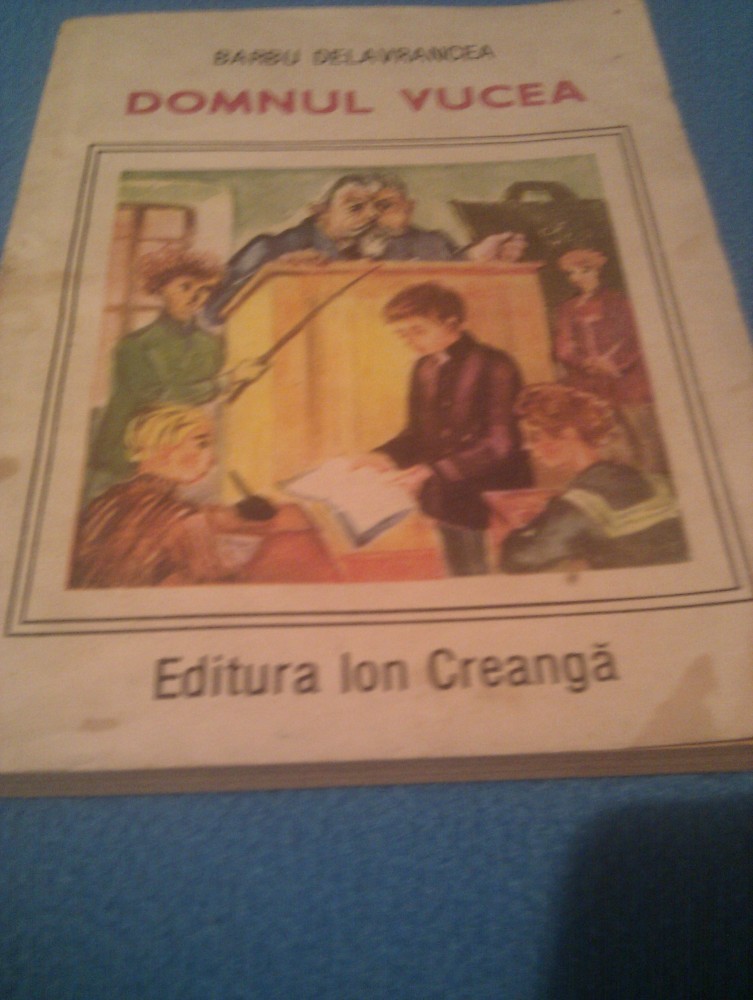 BARBU DELAVRANCEA
DOMNUL VUCEA
Editura Ion Creangă